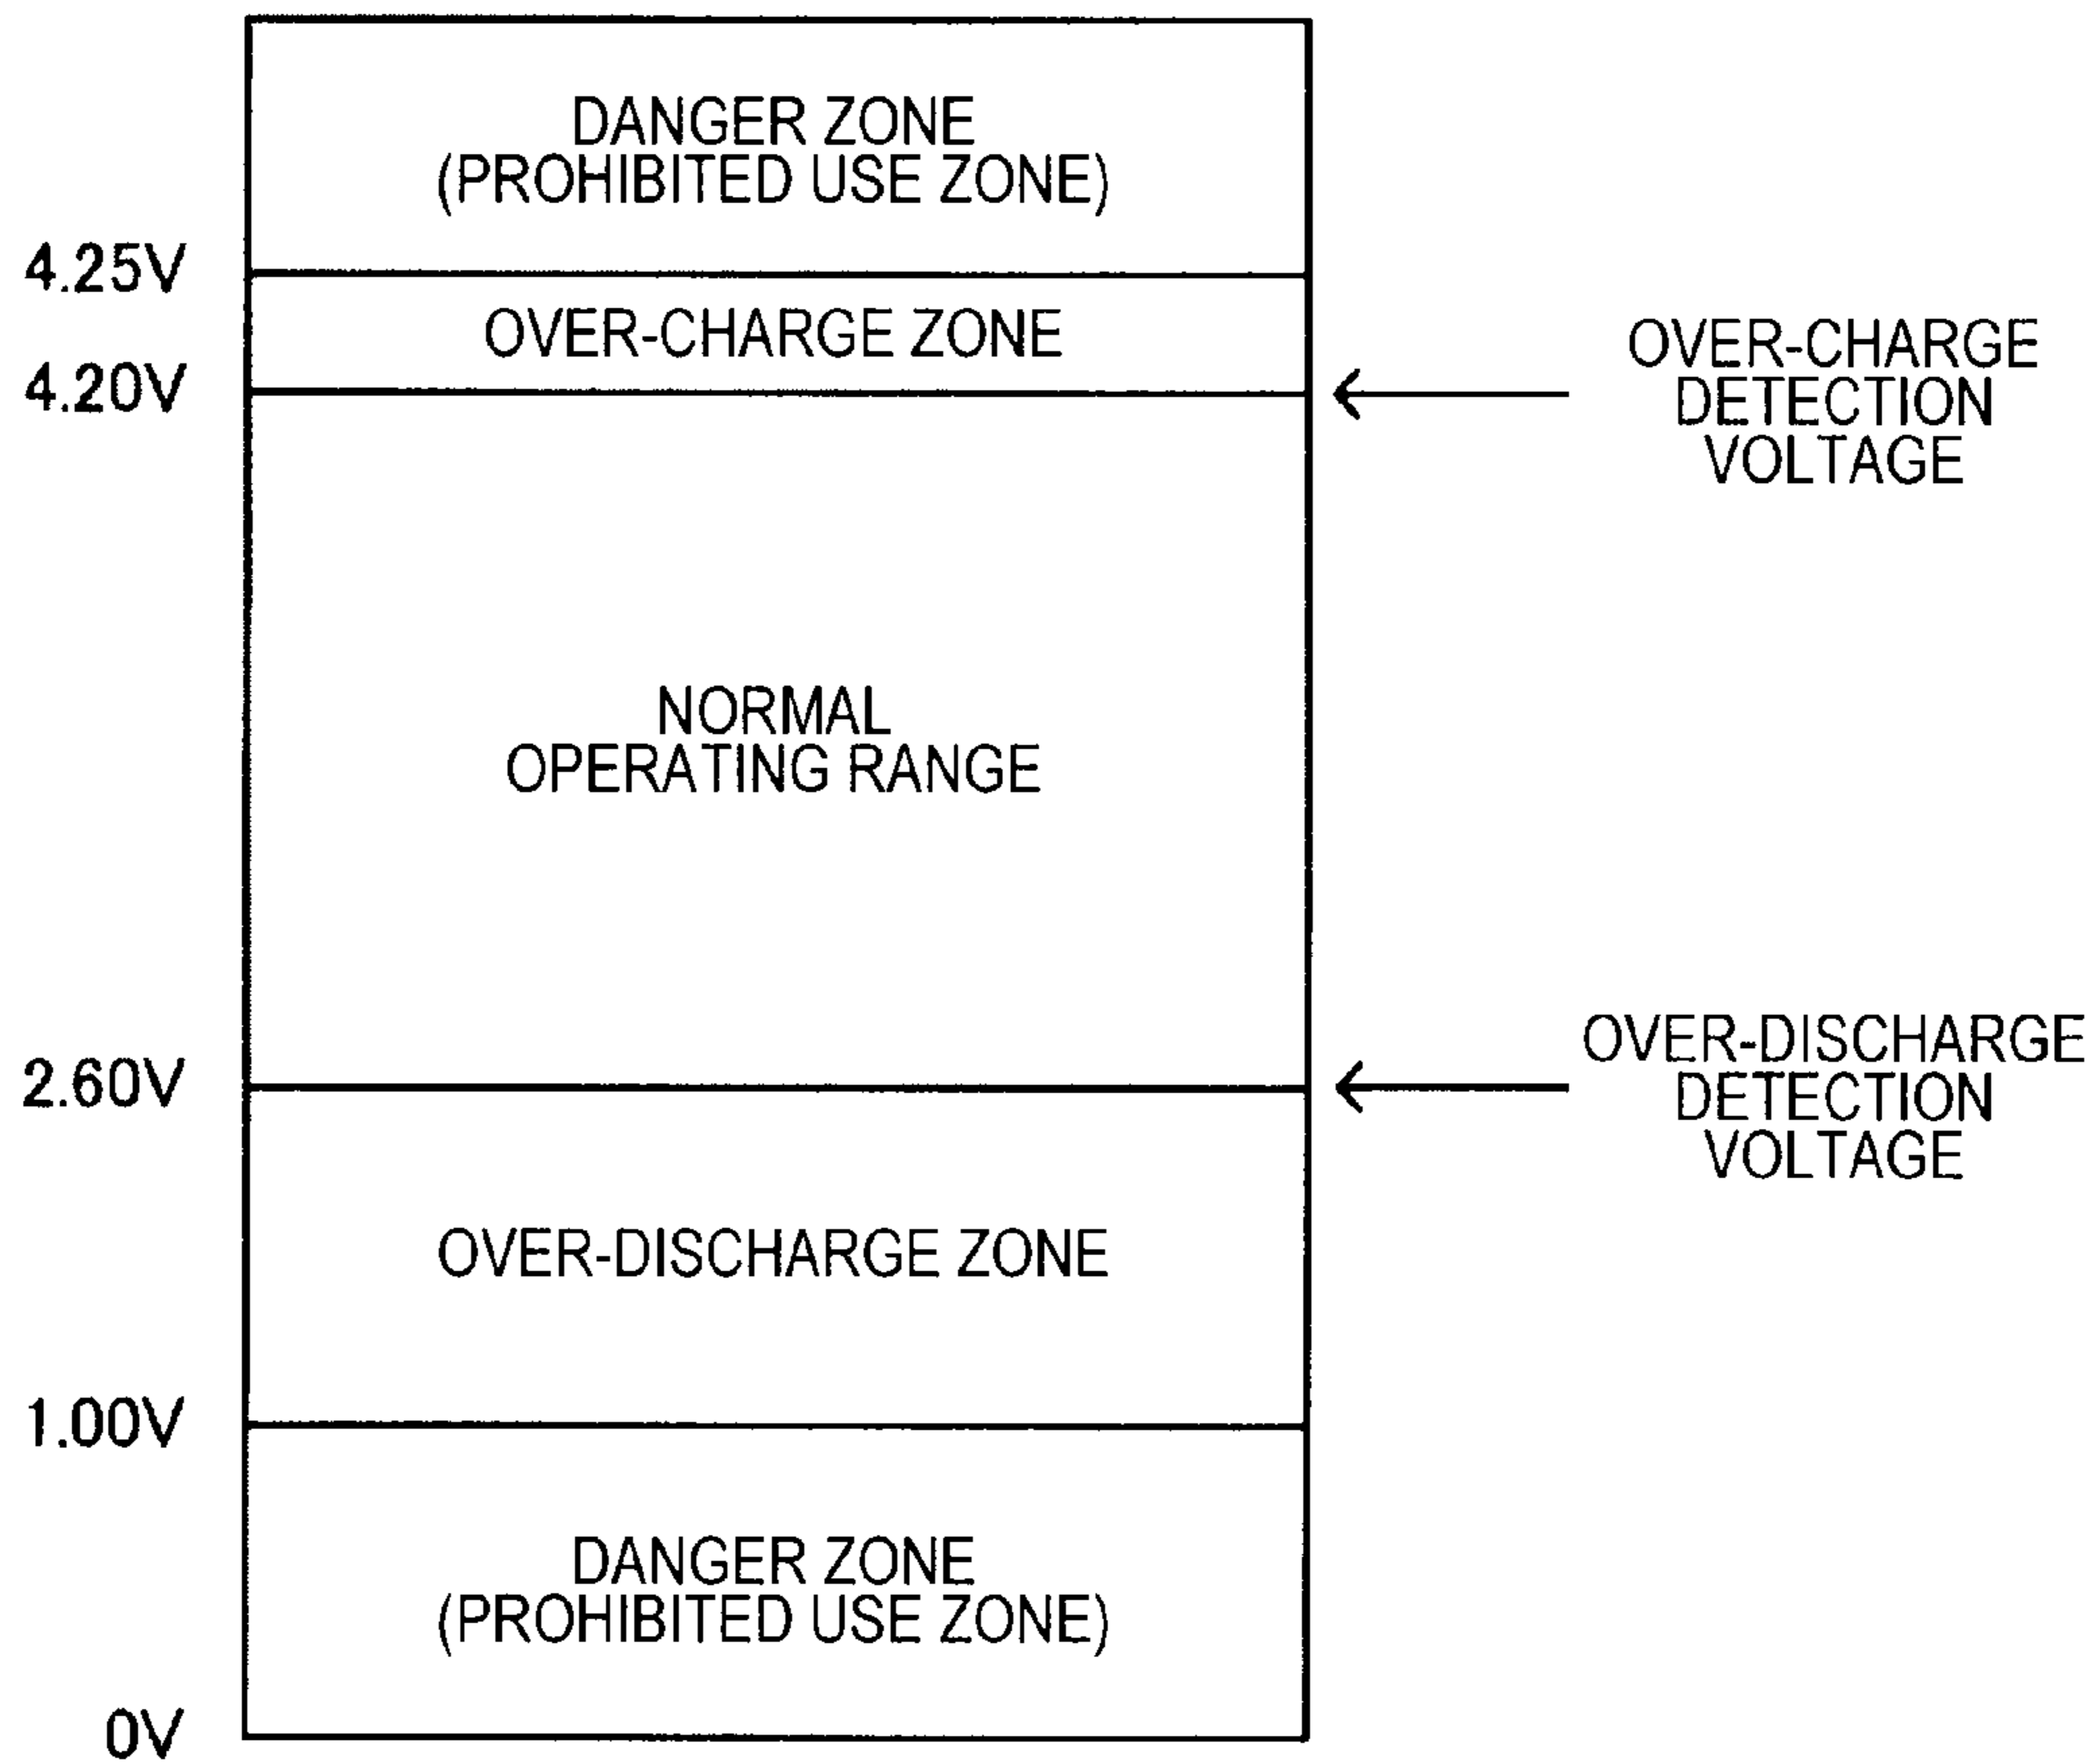 DANGER ZONE
(PROHIBITED USE ZONE)
4.25V
OVER-CHARGE ZONE
4.20V
OVER-CHARGE
DETECTION
VOLTAGE
NORMAL
OPERATING RANGE
2.60V
OVER-DISCHARGE
DETECTION
VOLTAGE
OVER-DISCHARGE ZONE
1.00V
DANGER ZONE
(PROHIBITED USE ZONE)
0V